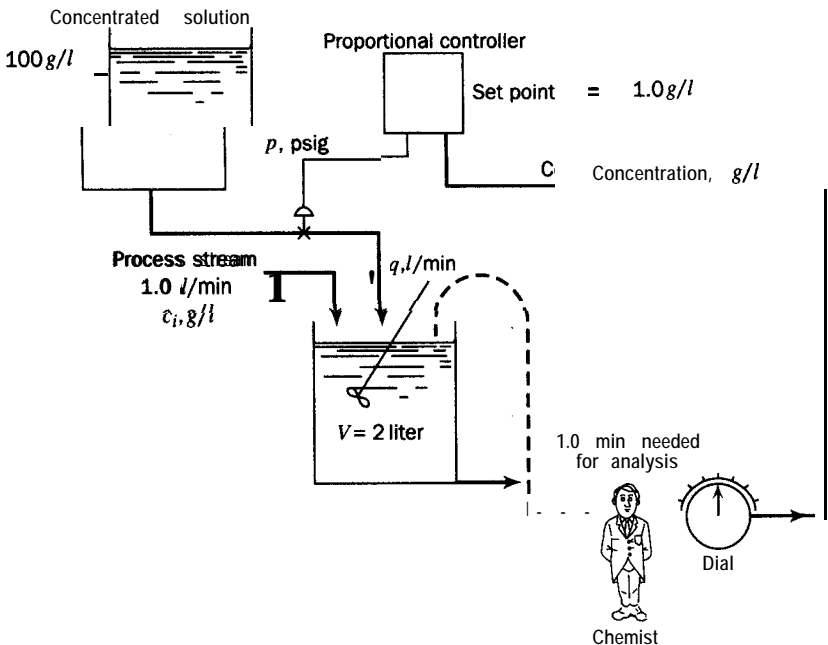 Concentrated solution
100 g/l
Proportional controller
Set point = 1.0 g/l
p, psig
C Concentration, g/l
Process stream
1.0 l/min
c̄i, g/l
1
q, l/min
V = 2 liter
1.0 min needed
for analysis
Dial
Chemist